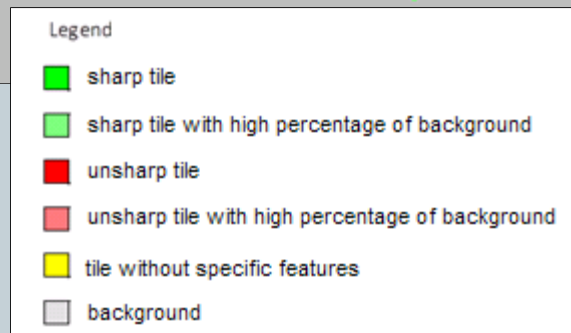 Legend
sharp tile
sharp tile with high percentage of background
unsharp tile
unsharp tile with high percentage of background
tile without specific features
background